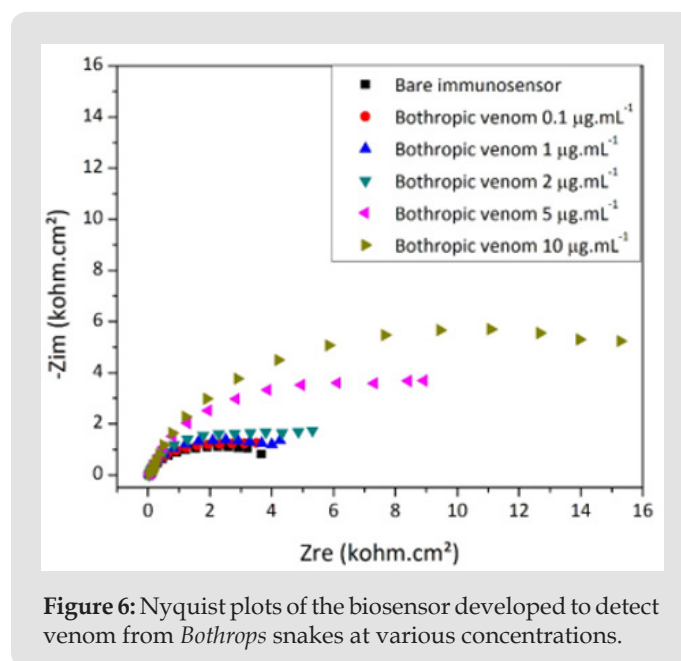 16
14
12
10
8
6
4
2
0
-Zim (kohm.cm²)
Bare immunosensor
Bothropic venom 0.1 µg.mL⁻¹
Bothropic venom 1 µg.mL⁻¹
Bothropic venom 2 µg.mL⁻¹
Bothropic venom 5 µg.mL⁻¹
Bothropic venom 10 µg.mL⁻¹
0 2 4 6 8 10 12 14 16
Zre (kohm.cm²)
Figure 6: Nyquist plots of the biosensor developed to detect
venom from Bothrops snakes at various concentrations.